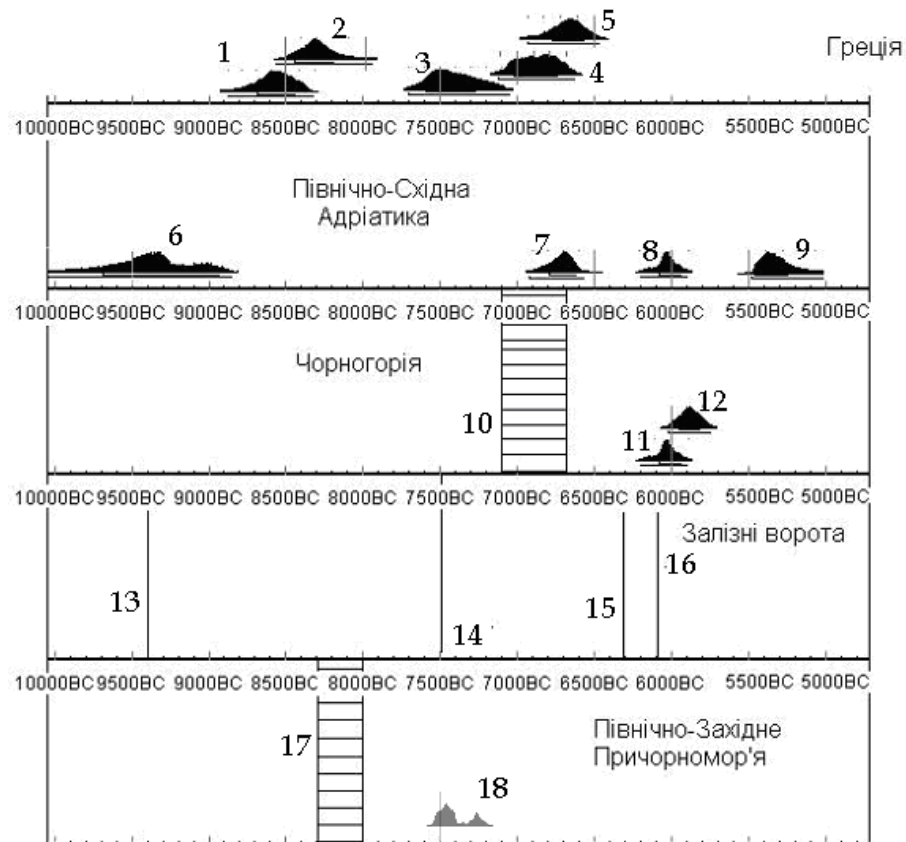 1
2
3
4
5
Греція
10000BC 9500BC 9000BC 8500BC 8000BC 7500BC 7000BC 6500BC 6000BC 5500BC 5000BC
Північно-Східна
Адріатика
6
7
8
9
10000BC 9500BC 9000BC 8500BC 8000BC 7500BC 7000BC 6500BC 6000BC 5500BC 5000BC
Чорногорія
10
11
12
10000BC 9500BC 9000BC 8500BC 8000BC 7500BC 7000BC 6500BC 6000BC 5500BC 5000BC
Залізні ворота
13
14
15
16
10000BC 9500BC 9000BC 8500BC 8000BC 7500BC 7000BC 6500BC 6000BC 5500BC 5000BC
Північно-Західне
Причорномор'я
17
18